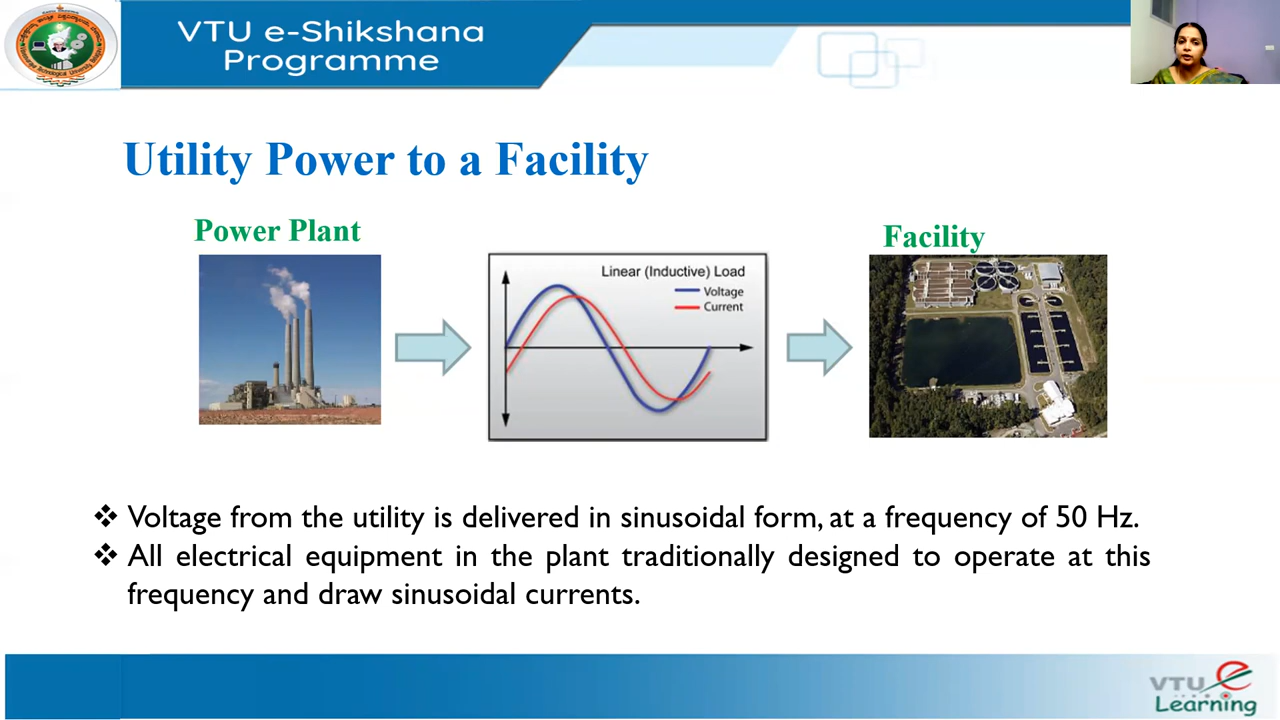 VTU e-Shikshana
Programme
Utility Power to a Facility
Power Plant
Facility
Linear (Inductive) Load
Voltage
Current
❖ Voltage from the utility is delivered in sinusoidal form, at a frequency of 50 Hz.
❖ All electrical equipment in the plant traditionally designed to operate at this
frequency and draw sinusoidal currents.
VTU e
Learning